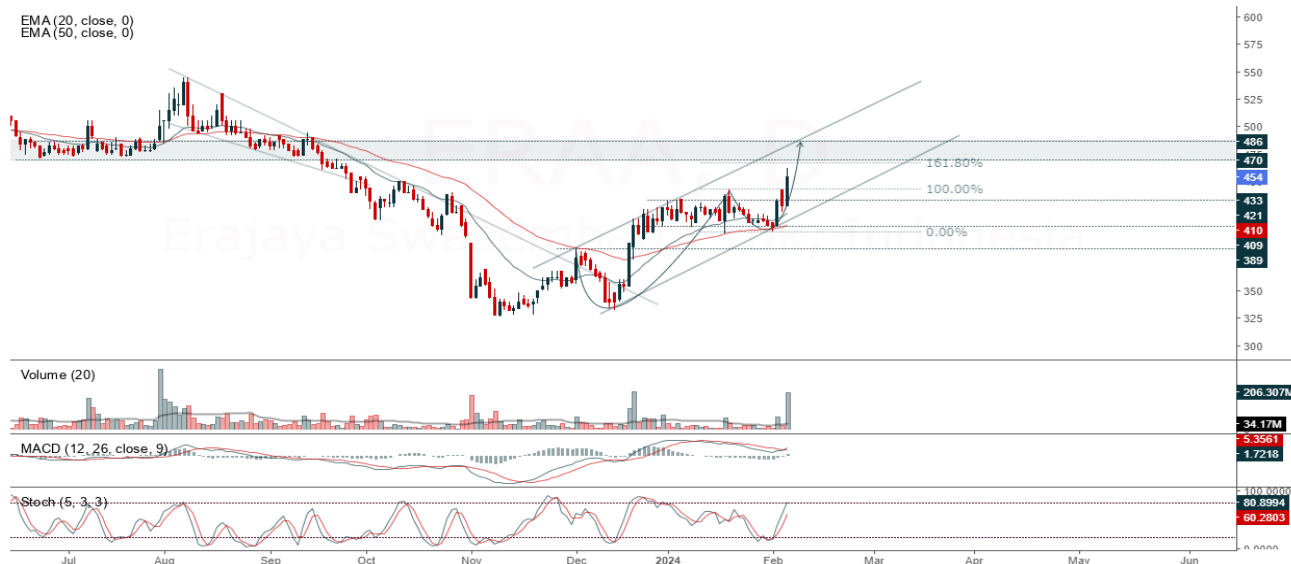 EMA (20, close, 0)
EMA (50, close, 0)
ERAA, D
600
575
550
500
486
470
161.80%
454
100.00%
433
421
410
0.00%
409
389
350
325
300
Volume (20)
206.307M
34.17M
MACD (12, 26, close, 9)
5.3561
1.7218
Stoch (5, 3, 3)
100.0000
80.8994
60.2803
0.0000
Jul Aug Sep Oct Nov Dec 2024 Feb Mar Apr May Jun